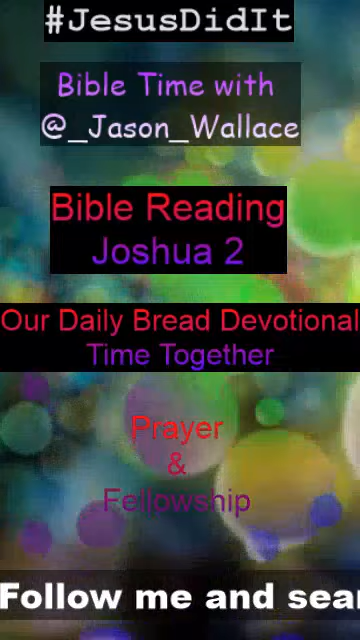 #JesusDidIt
Bible Time with
@_Jason_Wallace
Bible Reading
Joshua 2
Our Daily Bread Devotional
Time Together
Prayer
&
Fellowship
Follow me and sear